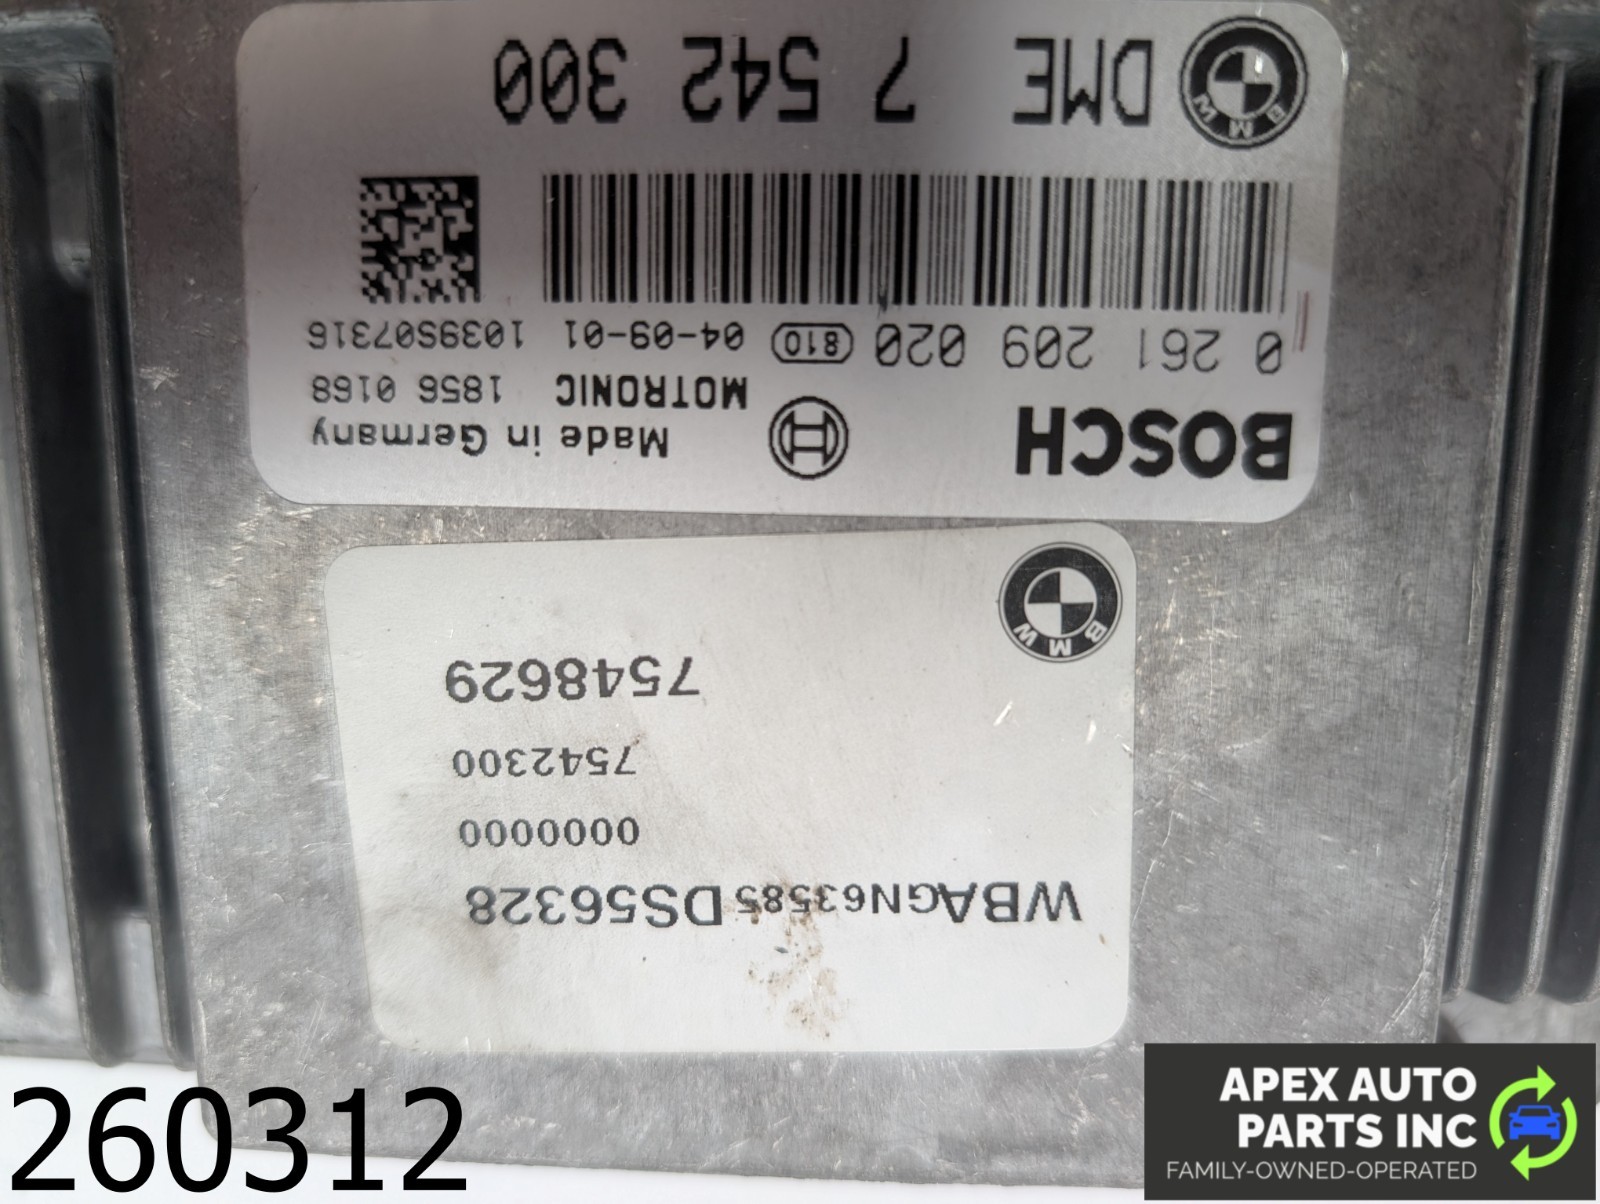 BOSCH
Made in Germany
MOTRONIC 1856 0168
0 261 209 020 810 04-09-01 1039S07316
BMW
DME 7 542 300
WBAGN63585DS56328
0000000
7542300
7548629
BMW
260312
APEX AUTO
PARTS INC
FAMILY-OWNED-OPERATED